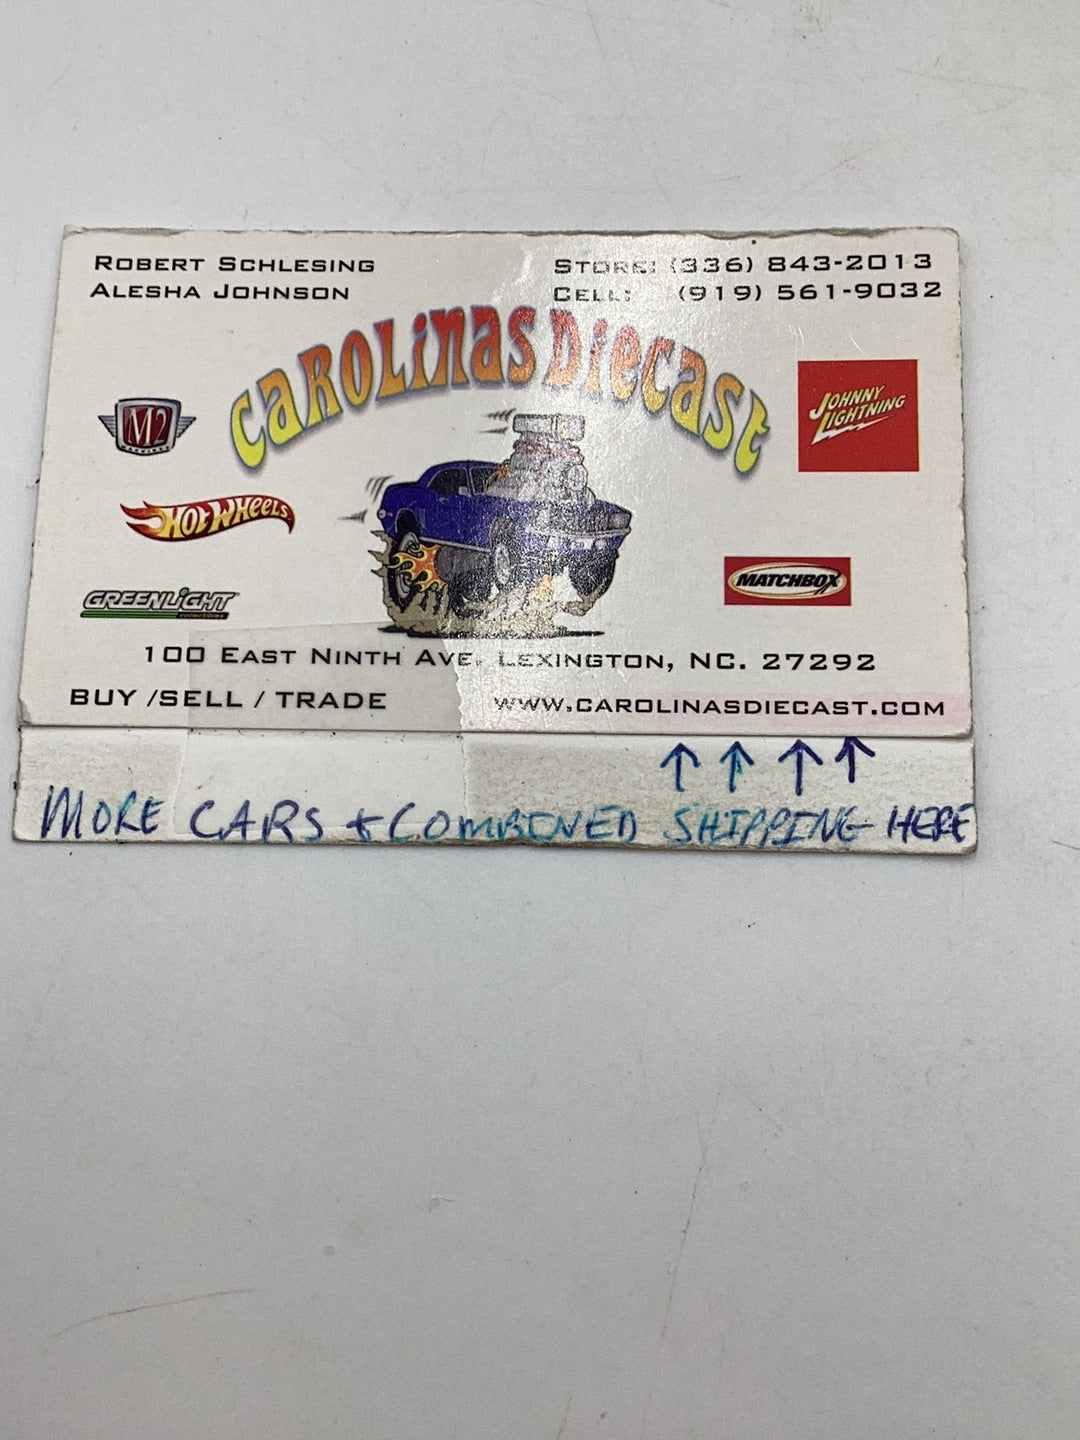 ROBERT SCHLESING
ALESHA JOHNSON
STORE: (336) 843-2013
CELL: (919) 561-9032
CAROLINAS DIECAST
M2
JOHNNY LIGHTNING
HOT WHEELS
MATCHBOX
GREENLIGHT
100 EAST NINTH AVE. LEXINGTON, NC. 27292
BUY /SELL / TRADE
WWW.CAROLINASDIECAST.COM
↑ ↑ ↑ ↑
MORE CARS + COMBINED SHIPPING HERE